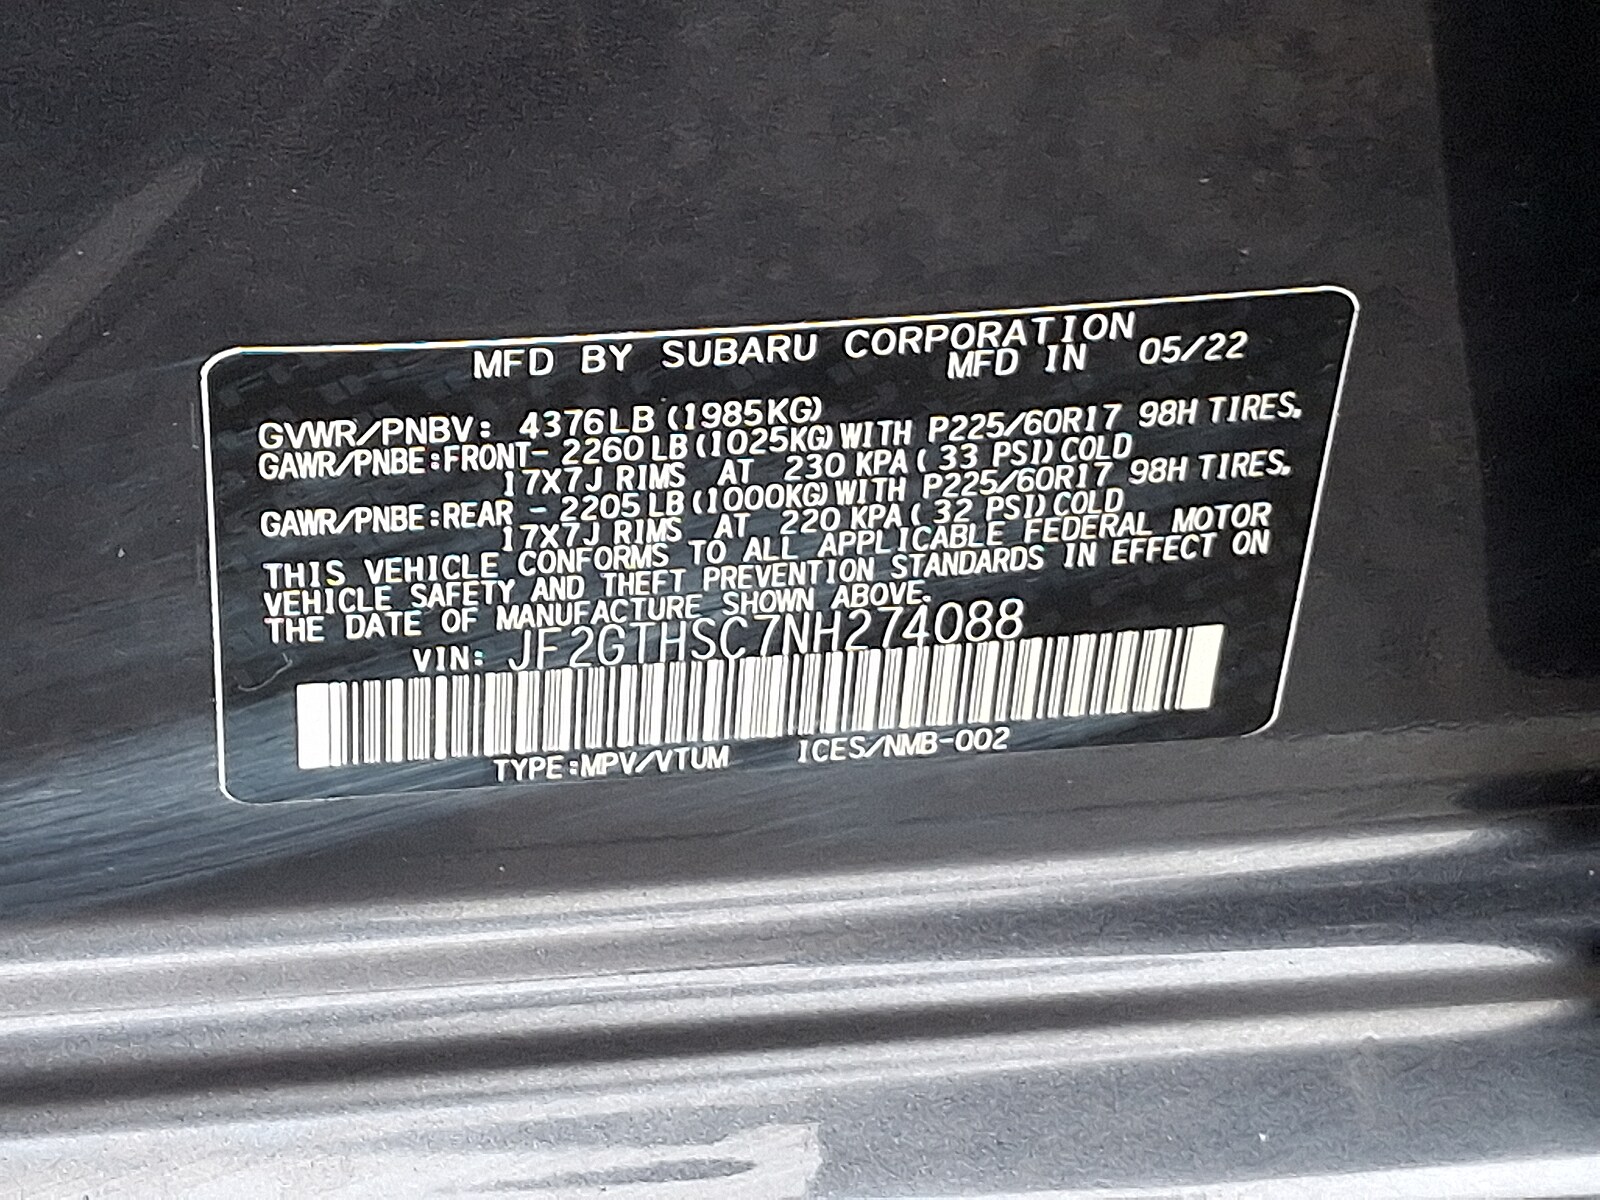 MFD BY SUBARU CORPORATION
MFD IN 05/22
GVWR/PNBV: 4376LB (1985KG)
GAWR/PNBE:FRONT- 2260LB (1025KG) WITH P225/60R17 98H TIRES.
17X7J RIMS AT 230 KPA ( 33 PSI) COLD
GAWR/PNBE:REAR - 2205LB (1000KG) WITH P225/60R17 98H TIRES.
17X7J RIMS AT 220 KPA ( 32 PSI) COLD
THIS VEHICLE CONFORMS TO ALL APPLICABLE FEDERAL MOTOR
VEHICLE SAFETY AND THEFT PREVENTION STANDARDS IN EFFECT ON
THE DATE OF MANUFACTURE SHOWN ABOVE.
VIN: JF2GTHSC7NH274088
TYPE:MPV/VTUM ICES/NMB-002